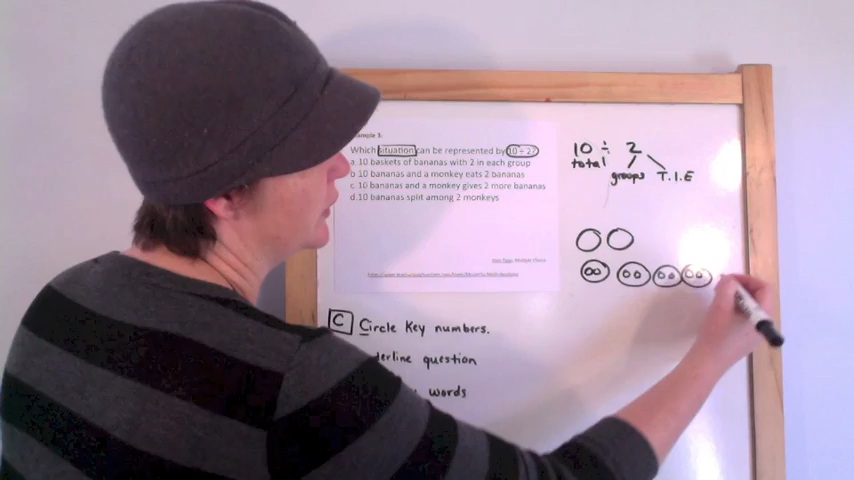 Example 3:
Which situation can be represented by 10 ÷ 2?
a. 10 baskets of bananas with 2 in each group
b. 10 bananas and a monkey eats 2 bananas
c. 10 bananas and a monkey gives 2 more bananas
d. 10 bananas split among 2 monkeys
10 ÷ 2
total
groups T.I.E
C Circle Key numbers.
derline question
words